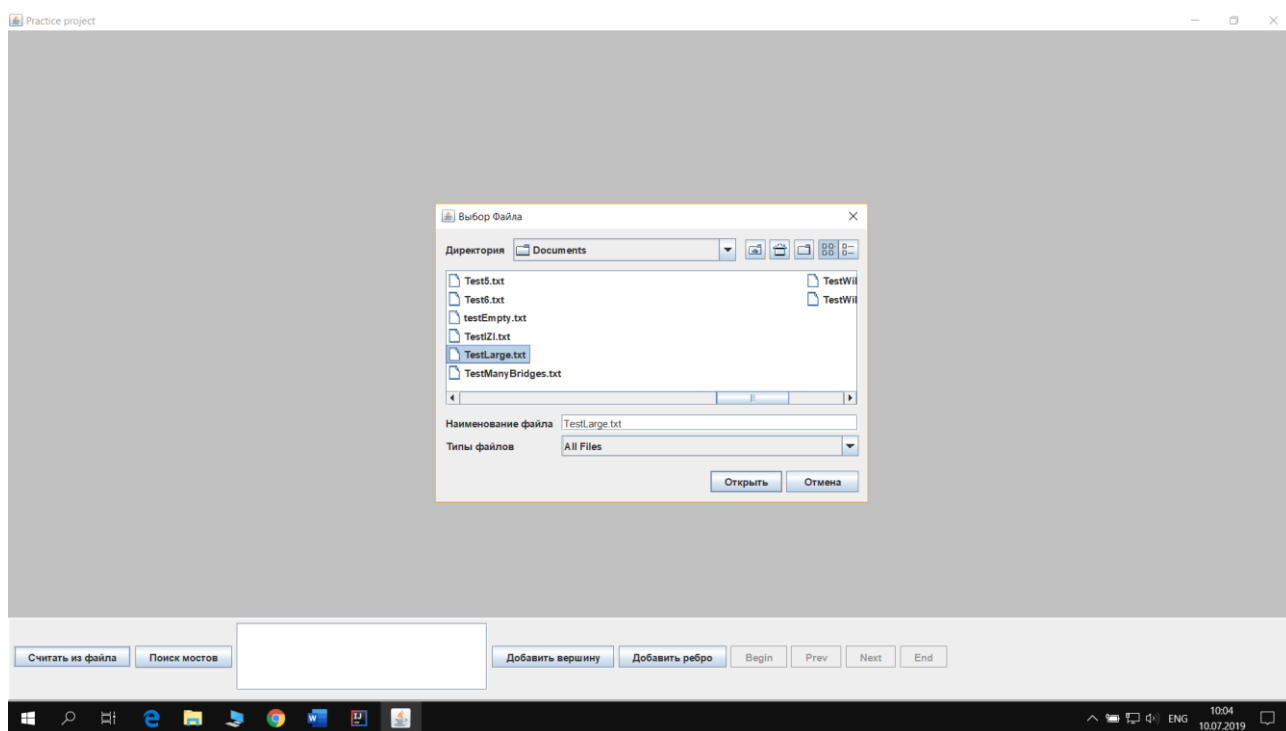 Practice project
Выбор Файла
Директория Documents
Test5.txt
Test6.txt
testEmpty.txt
TestIZI.txt
TestLarge.txt
TestManyBridges.txt
TestWil
TestWil
Наименование файла TestLarge.txt
Типы файлов All Files
Открыть Отмена
Считать из файла Поиск мостов Добавить вершину Добавить ребро Begin Prev Next End
ENG
10:04
10.07.2019